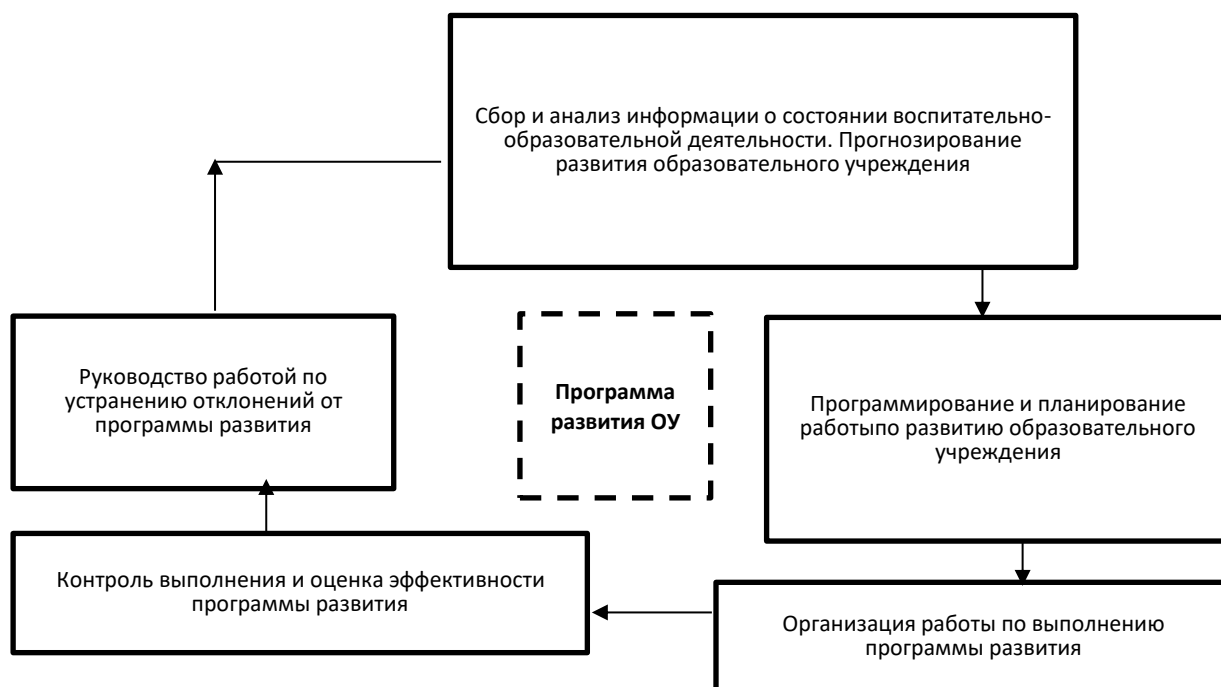 Сбор и анализ информации о состоянии воспитательно-
образовательной деятельности. Прогнозирование
развития образовательного учреждения
Руководство работой по
устранению отклонений от
программы развития
Программа
развития ОУ
Программирование и планирование
работыпо развитию образовательного
учреждения
Контроль выполнения и оценка эффективности
программы развития
Организация работы по выполнению
программы развития